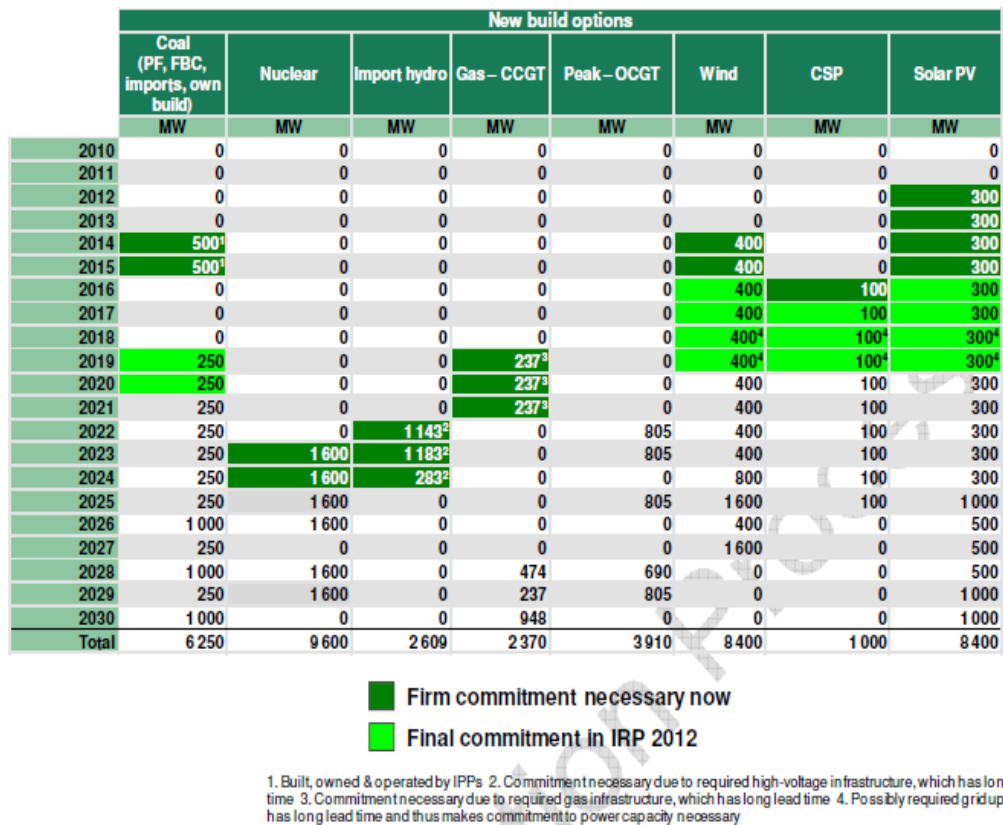 New build options
Coal (PF, FBC, imports, own build) Nuclear Import hydro Gas – CCGT Peak – OCGT Wind CSP Solar PV
MW MW MW MW MW MW MW MW
2010 0 0 0 0 0 0 0 0
2011 0 0 0 0 0 0 0 0
2012 0 0 0 0 0 0 0 300
2013 0 0 0 0 0 0 0 300
2014 500¹ 0 0 0 0 400 0 300
2015 500¹ 0 0 0 0 400 0 300
2016 0 0 0 0 0 400 100 300
2017 0 0 0 0 0 400 100 300
2018 0 0 0 0 0 400⁴ 100⁴ 300⁴
2019 250 0 0 237³ 0 400⁴ 100⁴ 300⁴
2020 250 0 0 237³ 0 400 100 300
2021 250 0 0 237³ 0 400 100 300
2022 250 0 1 143² 0 805 400 100 300
2023 250 1 600 1 183² 0 805 400 100 300
2024 250 1 600 283² 0 0 800 100 300
2025 250 1 600 0 0 805 1 600 100 1 000
2026 1 000 1 600 0 0 0 400 0 500
2027 250 0 0 0 0 1 600 0 500
2028 1 000 1 600 0 474 690 0 0 500
2029 250 1 600 0 237 805 0 0 1 000
2030 1 000 0 0 948 0 0 0 1 000
Total 6 250 9 600 2 609 2 370 3 910 8 400 1 000 8 400
Firm commitment necessary now
Final commitment in IRP 2012
1. Built, owned & operated by IPPs 2. Commitment necessary due to required high-voltage infrastructure, which has lon
time 3. Commitment necessary due to required gas infrastructure, which has long lead time 4. Possibly required grid up
has long lead time and thus makes commitment to power capacity necessary